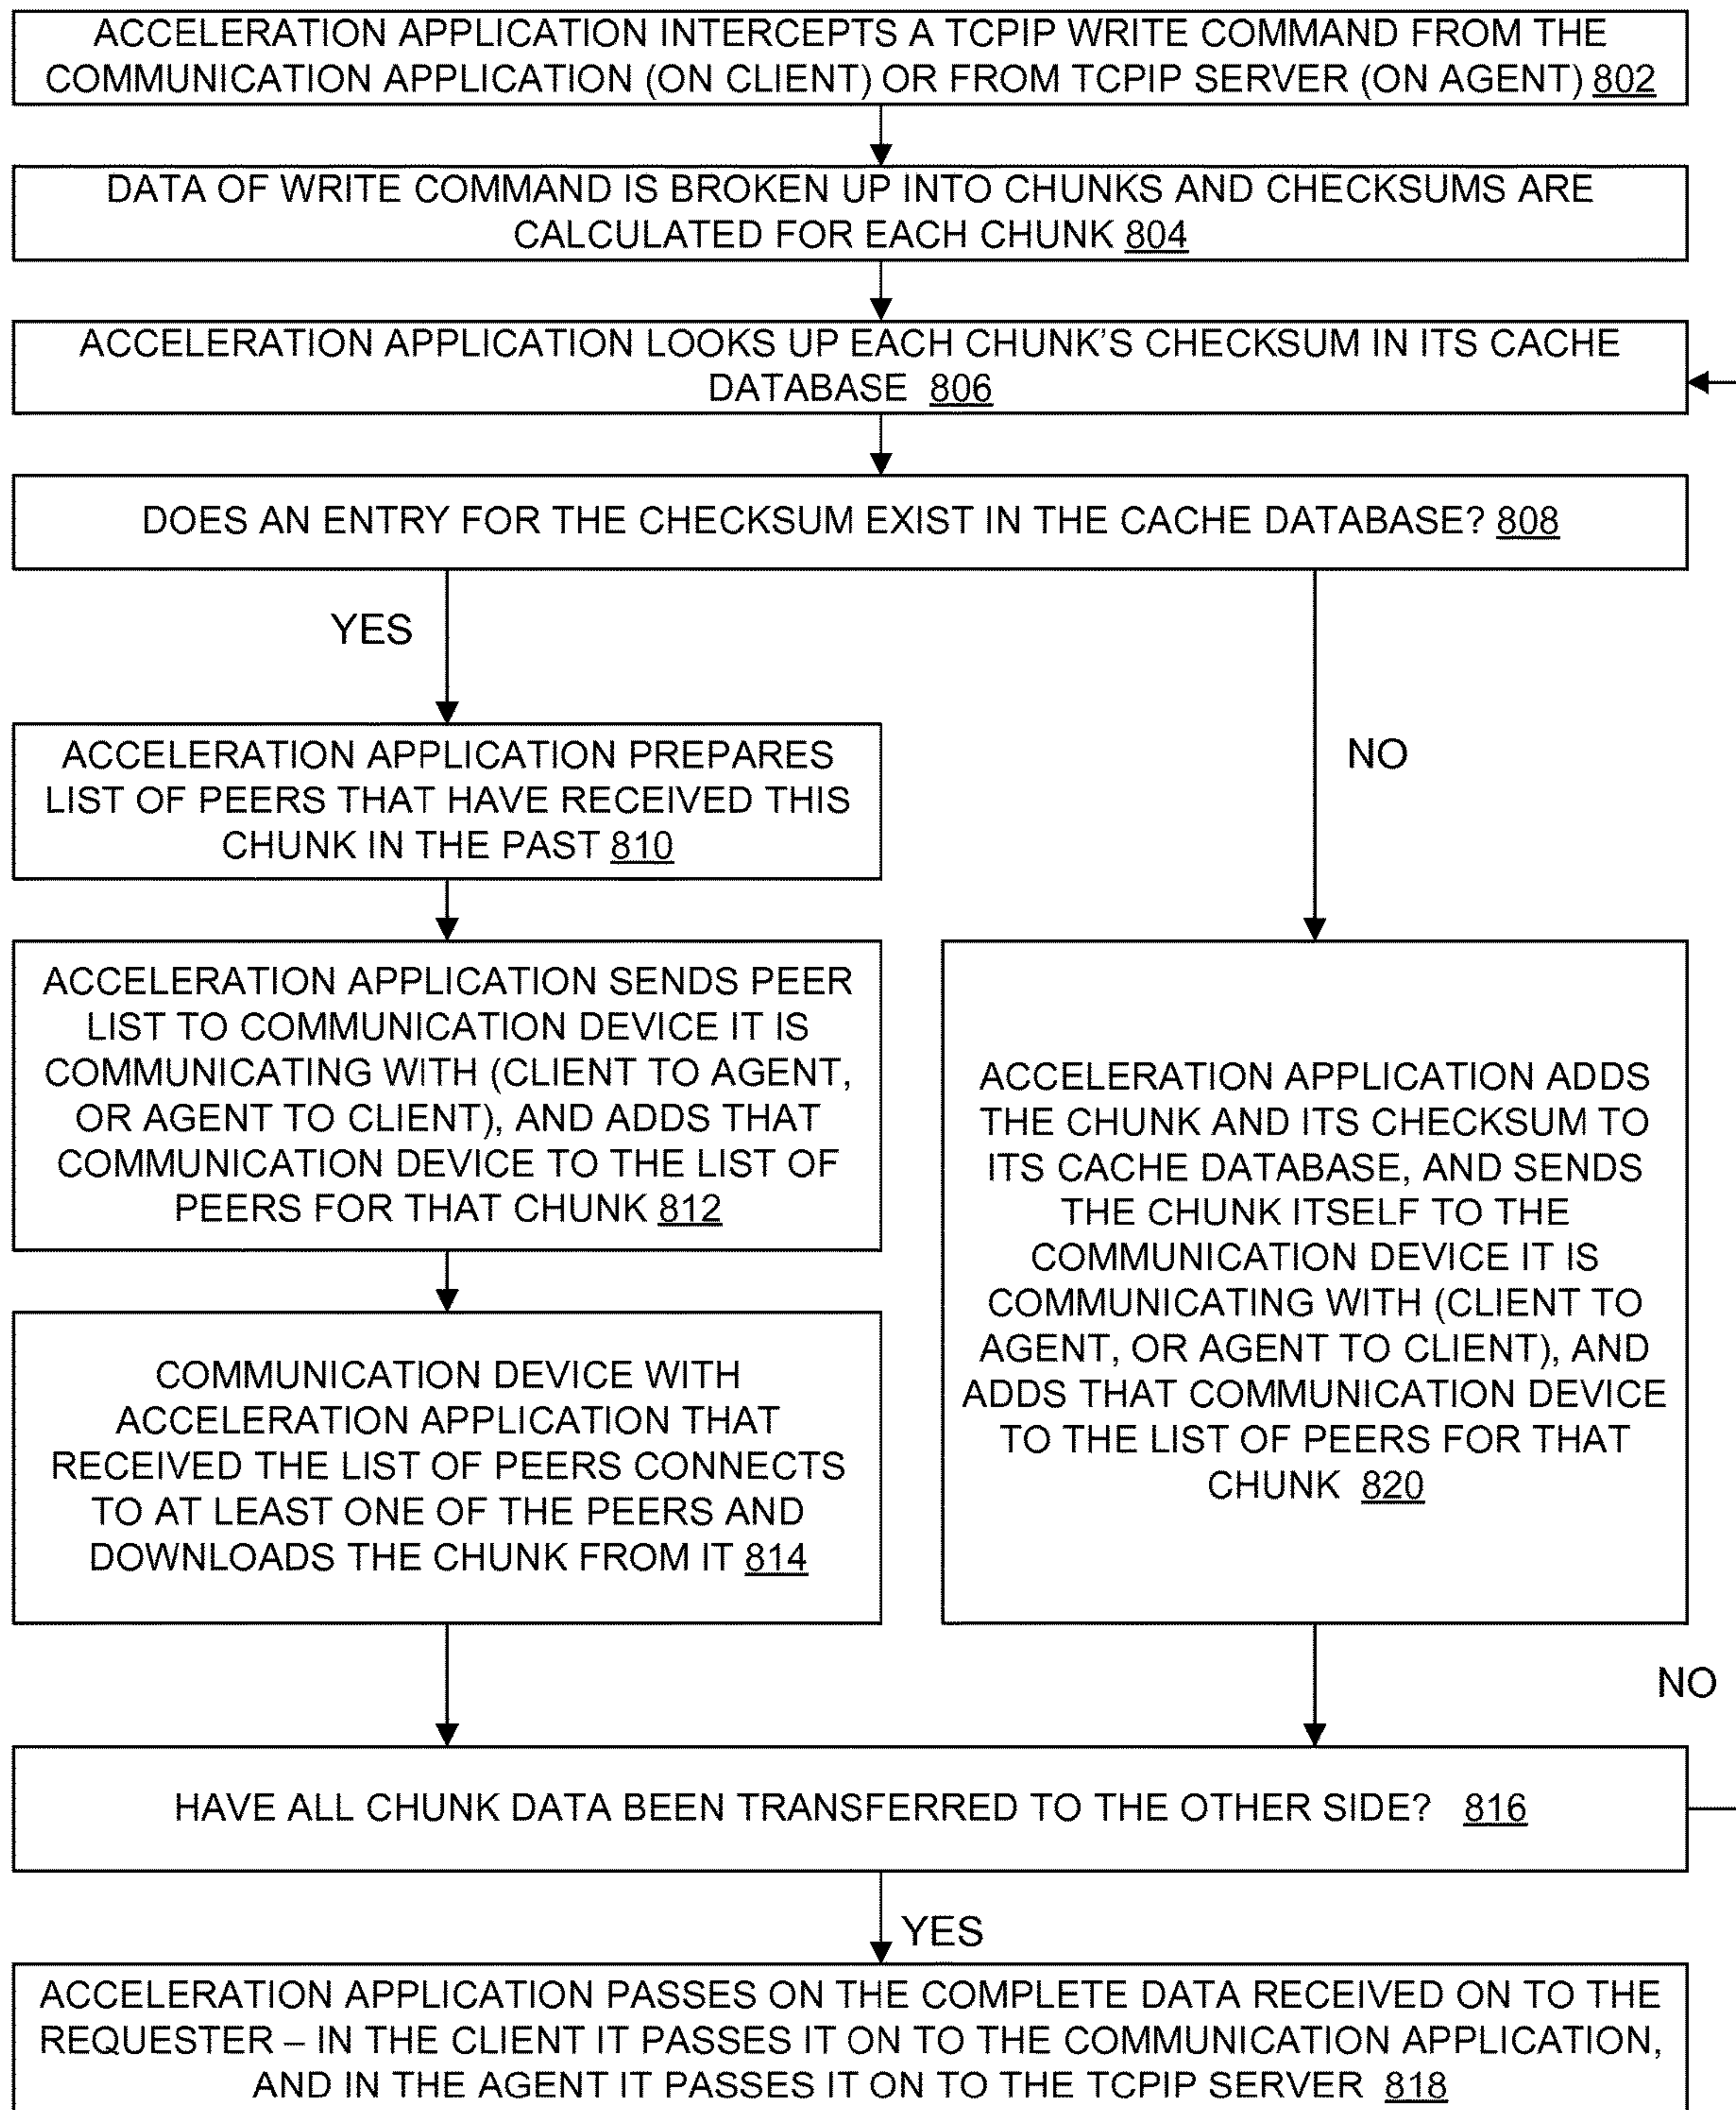 ACCELERATION APPLICATION INTERCEPTS A TCPIP WRITE COMMAND FROM THE
COMMUNICATION APPLICATION (ON CLIENT) OR FROM TCPIP SERVER (ON AGENT) 802
DATA OF WRITE COMMAND IS BROKEN UP INTO CHUNKS AND CHECKSUMS ARE
CALCULATED FOR EACH CHUNK 804
ACCELERATION APPLICATION LOOKS UP EACH CHUNK'S CHECKSUM IN ITS CACHE
DATABASE 806
DOES AN ENTRY FOR THE CHECKSUM EXIST IN THE CACHE DATABASE? 808
YES
NO
ACCELERATION APPLICATION PREPARES
LIST OF PEERS THAT HAVE RECEIVED THIS
CHUNK IN THE PAST 810
ACCELERATION APPLICATION SENDS PEER
LIST TO COMMUNICATION DEVICE IT IS
COMMUNICATING WITH (CLIENT TO AGENT,
OR AGENT TO CLIENT), AND ADDS THAT
COMMUNICATION DEVICE TO THE LIST OF
PEERS FOR THAT CHUNK 812
COMMUNICATION DEVICE WITH
ACCELERATION APPLICATION THAT
RECEIVED THE LIST OF PEERS CONNECTS
TO AT LEAST ONE OF THE PEERS AND
DOWNLOADS THE CHUNK FROM IT 814
ACCELERATION APPLICATION ADDS
THE CHUNK AND ITS CHECKSUM TO
ITS CACHE DATABASE, AND SENDS
THE CHUNK ITSELF TO THE
COMMUNICATION DEVICE IT IS
COMMUNICATING WITH (CLIENT TO
AGENT, OR AGENT TO CLIENT), AND
ADDS THAT COMMUNICATION DEVICE
TO THE LIST OF PEERS FOR THAT
CHUNK 820
NO
HAVE ALL CHUNK DATA BEEN TRANSFERRED TO THE OTHER SIDE? 816
YES
ACCELERATION APPLICATION PASSES ON THE COMPLETE DATA RECEIVED ON TO THE
REQUESTER – IN THE CLIENT IT PASSES IT ON TO THE COMMUNICATION APPLICATION,
AND IN THE AGENT IT PASSES IT ON TO THE TCPIP SERVER 818